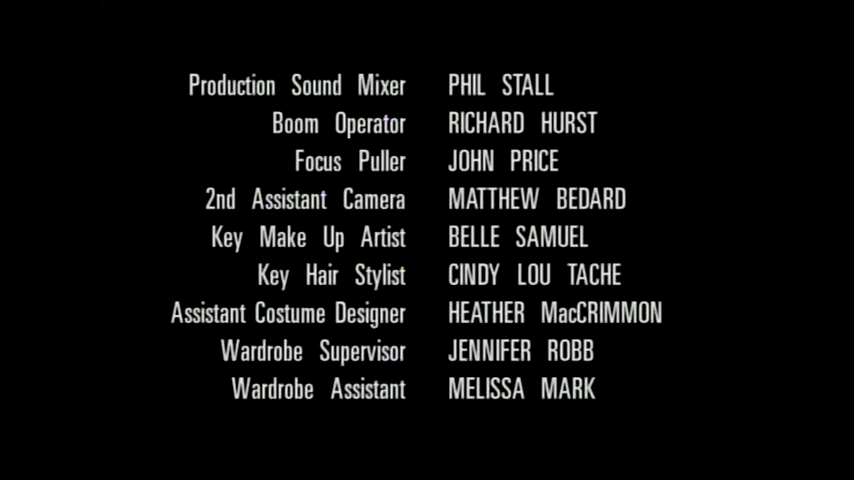 Production Sound Mixer PHIL STALL
Boom Operator RICHARD HURST
Focus Puller JOHN PRICE
2nd Assistant Camera MATTHEW BEDARD
Key Make Up Artist BELLE SAMUEL
Key Hair Stylist CINDY LOU TACHE
Assistant Costume Designer HEATHER MacCRIMMON
Wardrobe Supervisor JENNIFER ROBB
Wardrobe Assistant MELISSA MARK